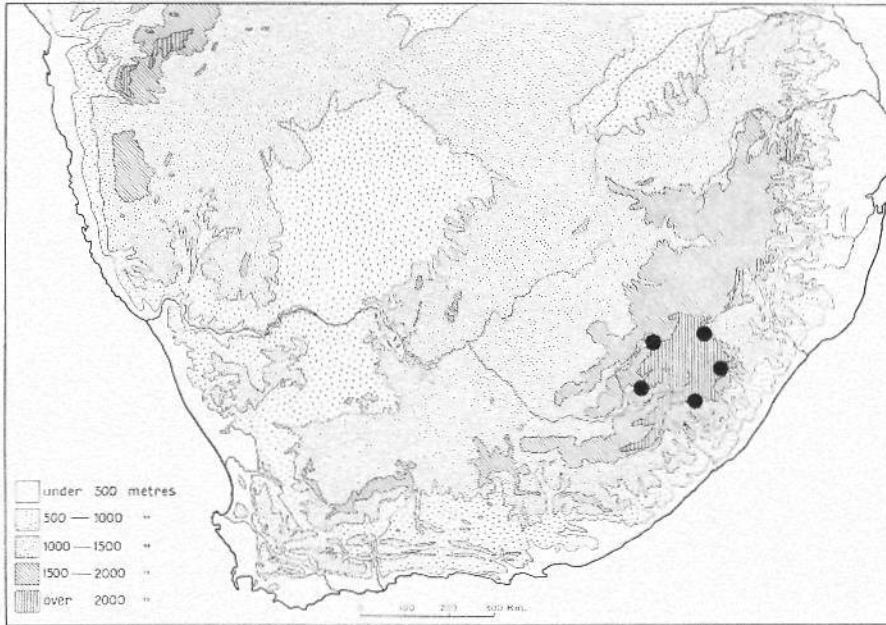 under 500 metres
500 — 1000 "
1000 — 1500 "
1500 — 2000 "
over 2000 "
0 100 200 300 Km.